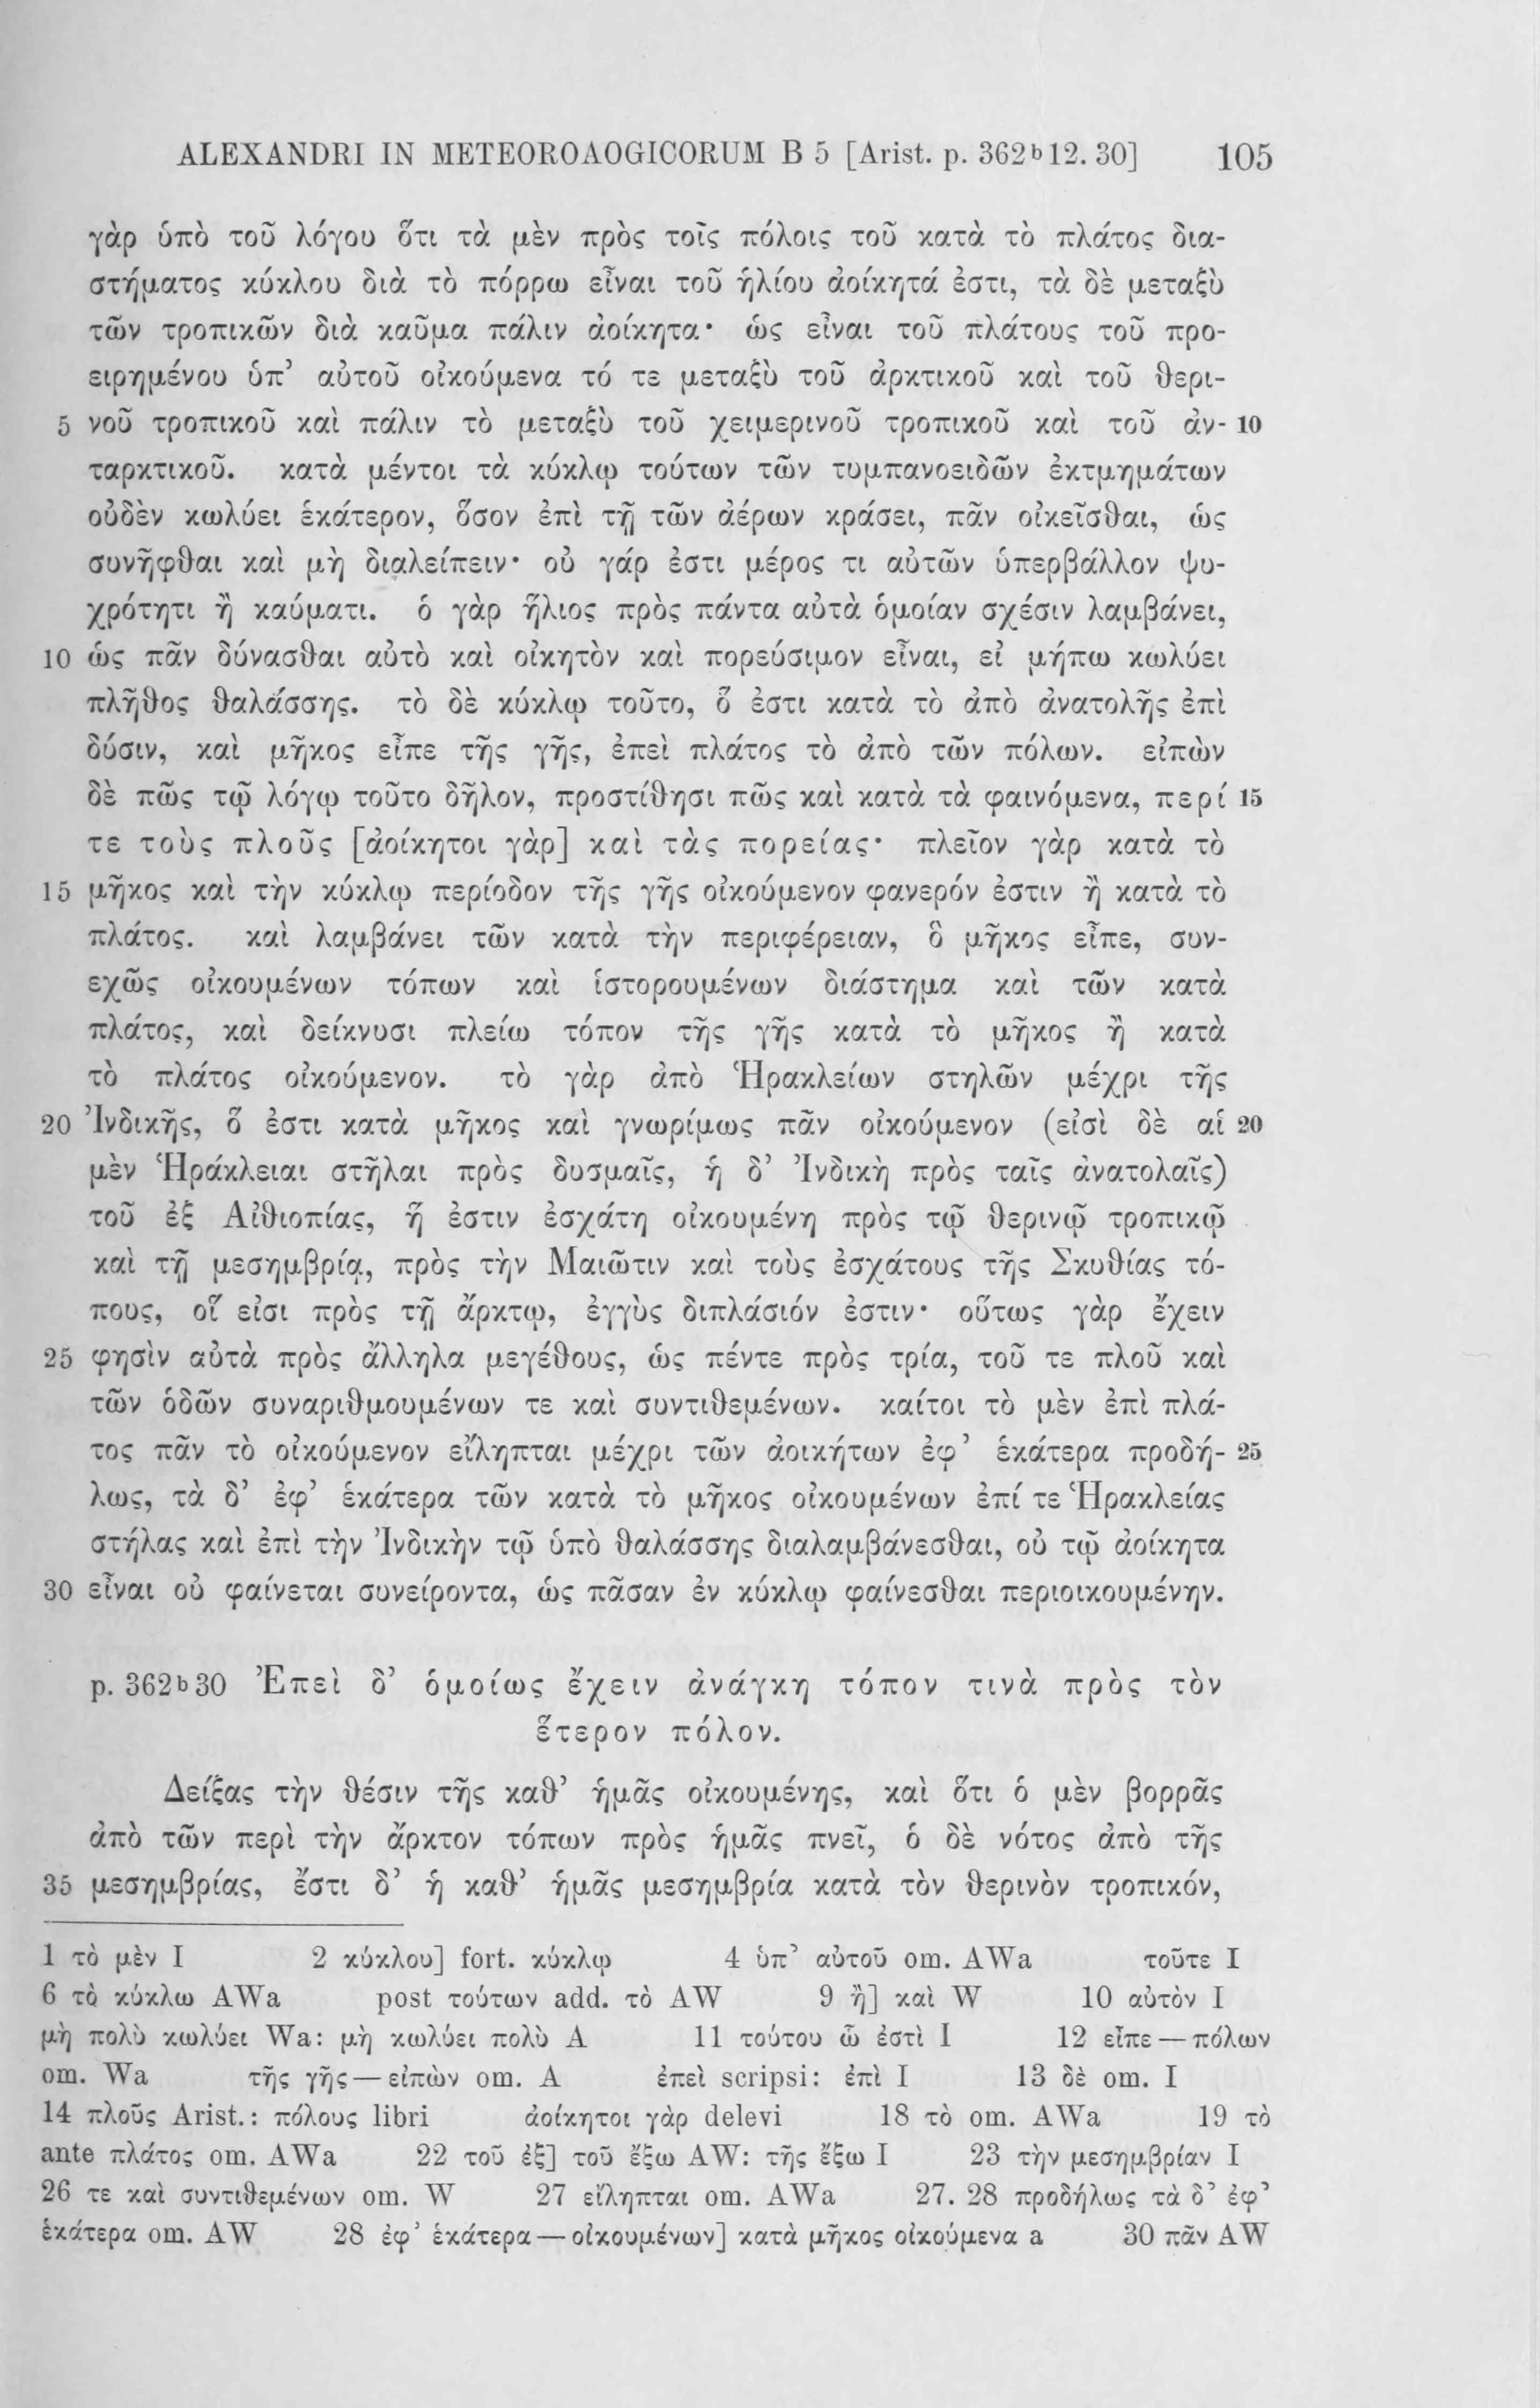 ALEXANDRI IN METEOROΛOGICORUM B 5 [Arist. p. 362b12. 30] 105
γὰρ ὑπὸ τοῦ λόγου ὅτι τὰ μὲν πρὸς τοῖς πόλοις τοῦ κατὰ τὸ πλάτος δια-
στήματος κύκλου διὰ τὸ πόρρω εἶναι τοῦ ἡλίου ἀοίκητά ἐστι, τὰ δὲ μεταξὺ
τῶν τροπικῶν διὰ καῦμα πάλιν ἀοίκητα· ὡς εἶναι τοῦ πλάτους τοῦ προ-
ειρημένου ὑπ’ αὐτοῦ οἰκούμενα τό τε μεταξὺ τοῦ ἀρκτικοῦ καὶ τοῦ θερι-
5 νοῦ τροπικοῦ καὶ πάλιν τὸ μεταξὺ τοῦ χειμερινοῦ τροπικοῦ καὶ τοῦ ἀν- 10
ταρκτικοῦ. κατὰ μέντοι τὰ κύκλῳ τούτων τῶν τυμπανοειδῶν ἐκτμημάτων
οὐδὲν κωλύει ἑκάτερον, ὅσον ἐπὶ τῇ τῶν ἀέρων κράσει, πᾶν οἰκεῖσθαι, ὡς
συνῆφθαι καὶ μὴ διαλείπειν· οὐ γάρ ἐστι μέρος τι αὐτῶν ὑπερβάλλον ψυ-
χρότητι ἢ καύματι. ὁ γὰρ ἥλιος πρὸς πάντα αὐτὰ ὁμοίαν σχέσιν λαμβάνει,
10 ὡς πᾶν δύνασθαι αὐτὸ καὶ οἰκητὸν καὶ πορεύσιμον εἶναι, εἰ μήπω κωλύει
πλῆθος θαλάσσης. τὸ δὲ κύκλῳ τοῦτο, ὅ ἐστι κατὰ τὸ ἀπὸ ἀνατολῆς ἐπὶ
δύσιν, καὶ μῆκος εἶπε τῆς γῆς, ἐπεὶ πλάτος τὸ ἀπὸ τῶν πόλων. εἰπὼν
δὲ πῶς τῷ λόγῳ τοῦτο δῆλον, προστίθησι πῶς καὶ κατὰ τὰ φαινόμενα, περί 15
τε τοὺς πλοῦς [ἀοίκητοι γὰρ] καὶ τὰς πορείας· πλεῖον γὰρ κατὰ τὸ
15 μῆκος καὶ τὴν κύκλῳ περίοδον τῆς γῆς οἰκούμενον φανερόν ἐστιν ἢ κατὰ τὸ
πλάτος. καὶ λαμβάνει τῶν κατὰ τὴν περιφέρειαν, ὃ μῆκος εἶπε, συν-
εχῶς οἰκουμένων τόπων καὶ ἱστορουμένων διάστημα καὶ τῶν κατὰ
πλάτος, καὶ δείκνυσι πλείω τόπον τῆς γῆς κατὰ τὸ μῆκος ἢ κατὰ
τὸ πλάτος οἰκούμενον. τὸ γὰρ ἀπὸ Ἡρακλείων στηλῶν μέχρι τῆς
20 Ἰνδικῆς, ὅ ἐστι κατὰ μῆκος καὶ γνωρίμως πᾶν οἰκούμενον (εἰσὶ δὲ αἱ 20
μὲν Ἡράκλειαι στῆλαι πρὸς δυσμαῖς, ἡ δ’ Ἰνδικὴ πρὸς ταῖς ἀνατολαῖς)
τοῦ ἐξ Αἰθιοπίας, ἥ ἐστιν ἐσχάτη οἰκουμένη πρὸς τῷ θερινῷ τροπικῷ
καὶ τῇ μεσημβρίᾳ, πρὸς τὴν Μαιῶτιν καὶ τοὺς ἐσχάτους τῆς Σκυθίας τό-
πους, οἵ εἰσι πρὸς τῇ ἄρκτῳ, ἐγγὺς διπλάσιόν ἐστιν· οὕτως γὰρ ἔχειν
25 φησὶν αὐτὰ πρὸς ἄλληλα μεγέθους, ὡς πέντε πρὸς τρία, τοῦ τε πλοῦ καὶ
τῶν ὁδῶν συναριθμουμένων τε καὶ συντιθεμένων. καίτοι τὸ μὲν ἐπὶ πλά-
τος πᾶν τὸ οἰκούμενον εἴληπται μέχρι τῶν ἀοικήτων ἐφ’ ἑκάτερα προδή- 25
λως, τὰ δ’ ἐφ’ ἑκάτερα τῶν κατὰ τὸ μῆκος οἰκουμένων ἐπί τε Ἡρακλείας
στήλας καὶ ἐπὶ τὴν Ἰνδικὴν τῷ ὑπὸ θαλάσσης διαλαμβάνεσθαι, οὐ τῷ ἀοίκητα
30 εἶναι οὐ φαίνεται συνείροντα, ὡς πᾶσαν ἐν κύκλῳ φαίνεσθαι περιοικουμένην.
p. 362b30 Ἐπεὶ δ’ ὁμοίως ἔχειν ἀνάγκη τόπον τινὰ πρὸς τὸν
ἕτερον πόλον.
Δείξας τὴν θέσιν τῆς καθ’ ἡμᾶς οἰκουμένης, καὶ ὅτι ὁ μὲν βορρᾶς
ἀπὸ τῶν περὶ τὴν ἄρκτον τόπων πρὸς ἡμᾶς πνεῖ, ὁ δὲ νότος ἀπὸ τῆς
35 μεσημβρίας, ἔστι δ’ ἡ καθ’ ἡμᾶς μεσημβρία κατὰ τὸν θερινὸν τροπικόν,
1 τὸ μὲν I 2 κύκλου] fort. κύκλῳ 4 ὑπ’ αὐτοῦ om. AWa τοῦτε I
6 τὸ κύκλω AWa post τούτων add. τὸ AW 9 ἢ] καὶ W 10 αὐτὸν I
μὴ πολὺ κωλύει Wa: μὴ κωλύει πολὺ A 11 τούτου ὦ ἐστὶ I 12 εἶπε — πόλων
om. Wa τῆς γῆς — εἰπὼν om. A ἐπεὶ scripsi: ἐπὶ I 13 δὲ om. I
14 πλοῦς Arist.: πόλους libri ἀοίκητοι γὰρ delevi 18 τὸ om. AWa 19 τὸ
ante πλάτος om. AWa 22 τοῦ ἐξ] τοῦ ἔξω AW: τῆς ἔξω I 23 τὴν μεσημβρίαν I
26 τε καὶ συντιθεμένων om. W 27 εἴληπται om. AWa 27. 28 προδήλως τὰ δ’ ἐφ’
ἑκάτερα om. AW 28 ἐφ’ ἑκάτερα — οἰκουμένων] κατὰ μῆκος οἰκούμενα a 30 πᾶν AW